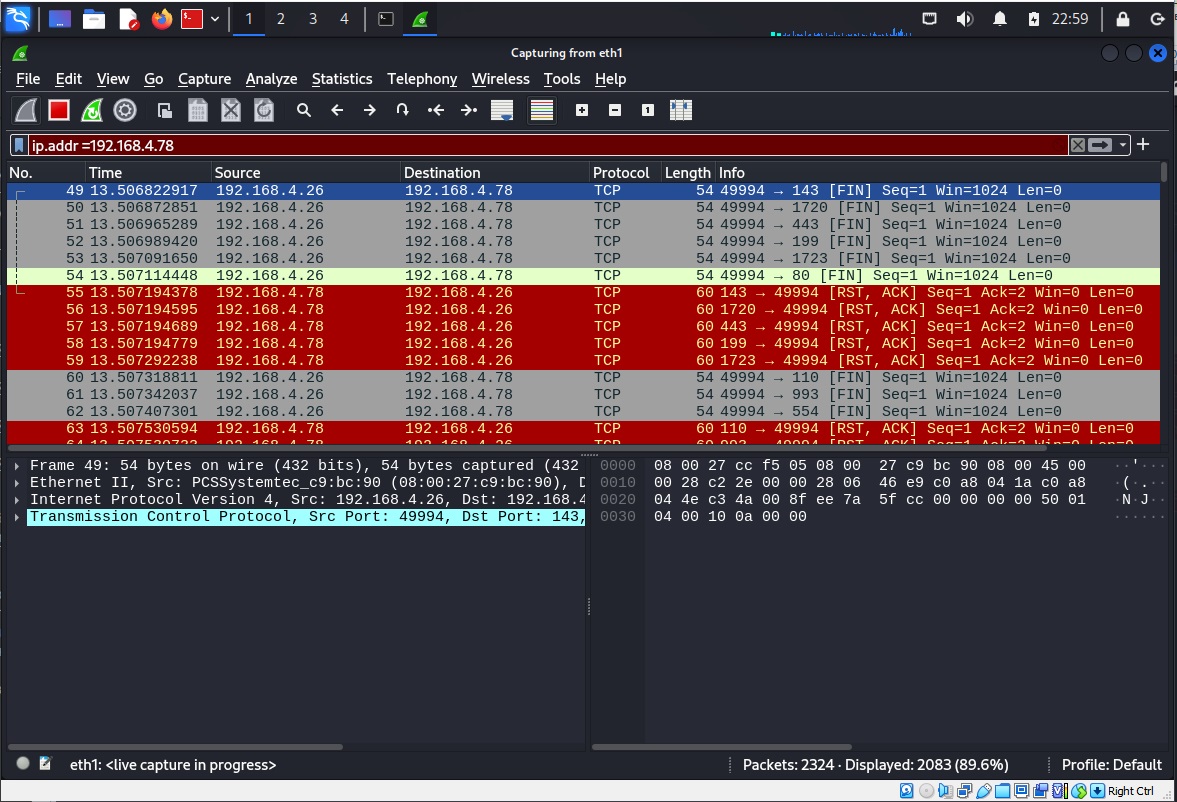 1 2 3 4 22:59
Capturing from eth1
File Edit View Go Capture Analyze Statistics Telephony Wireless Tools Help
ip.addr =192.168.4.78
No. Time Source Destination Protocol Length Info
49 13.506822917 192.168.4.26 192.168.4.78 TCP 54 49994 → 143 [FIN] Seq=1 Win=1024 Len=0
50 13.506872851 192.168.4.26 192.168.4.78 TCP 54 49994 → 1720 [FIN] Seq=1 Win=1024 Len=0
51 13.506965289 192.168.4.26 192.168.4.78 TCP 54 49994 → 443 [FIN] Seq=1 Win=1024 Len=0
52 13.506989420 192.168.4.26 192.168.4.78 TCP 54 49994 → 199 [FIN] Seq=1 Win=1024 Len=0
53 13.507091650 192.168.4.26 192.168.4.78 TCP 54 49994 → 1723 [FIN] Seq=1 Win=1024 Len=0
54 13.507114448 192.168.4.26 192.168.4.78 TCP 54 49994 → 80 [FIN] Seq=1 Win=1024 Len=0
55 13.507194378 192.168.4.78 192.168.4.26 TCP 60 143 → 49994 [RST, ACK] Seq=1 Ack=2 Win=0 Len=0
56 13.507194595 192.168.4.78 192.168.4.26 TCP 60 1720 → 49994 [RST, ACK] Seq=1 Ack=2 Win=0 Len=0
57 13.507194689 192.168.4.78 192.168.4.26 TCP 60 443 → 49994 [RST, ACK] Seq=1 Ack=2 Win=0 Len=0
58 13.507194779 192.168.4.78 192.168.4.26 TCP 60 199 → 49994 [RST, ACK] Seq=1 Ack=2 Win=0 Len=0
59 13.507292238 192.168.4.78 192.168.4.26 TCP 60 1723 → 49994 [RST, ACK] Seq=1 Ack=2 Win=0 Len=0
60 13.507318811 192.168.4.26 192.168.4.78 TCP 54 49994 → 110 [FIN] Seq=1 Win=1024 Len=0
61 13.507342037 192.168.4.26 192.168.4.78 TCP 54 49994 → 993 [FIN] Seq=1 Win=1024 Len=0
62 13.507407301 192.168.4.26 192.168.4.78 TCP 54 49994 → 554 [FIN] Seq=1 Win=1024 Len=0
63 13.507530594 192.168.4.78 192.168.4.26 TCP 60 110 → 49994 [RST, ACK] Seq=1 Ack=2 Win=0 Len=0
Frame 49: 54 bytes on wire (432 bits), 54 bytes captured (432
Ethernet II, Src: PCSSystemtec_c9:bc:90 (08:00:27:c9:bc:90), D
Internet Protocol Version 4, Src: 192.168.4.26, Dst: 192.168.4
Transmission Control Protocol, Src Port: 49994, Dst Port: 143,
0000 08 00 27 cc f5 05 08 00 27 c9 bc 90 08 00 45 00 ··'···
0010 00 28 c2 2e 00 00 28 06 46 e9 c0 a8 04 1a c0 a8 ·(·.··
0020 04 4e c3 4a 00 8f ee 7a 5f cc 00 00 00 00 50 01 ·N·J··
0030 04 00 10 0a 00 00 ······
eth1: <live capture in progress> Packets: 2324 · Displayed: 2083 (89.6%) Profile: Default
Right Ctrl